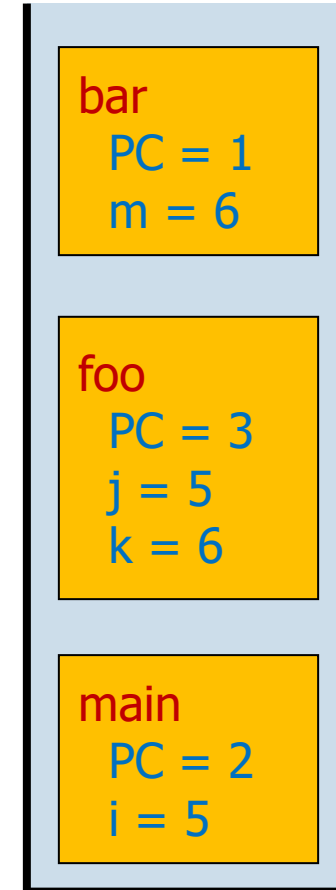 bar
PC = 1
m = 6
foo
PC = 3
j = 5
k = 6
main
PC = 2
i = 5